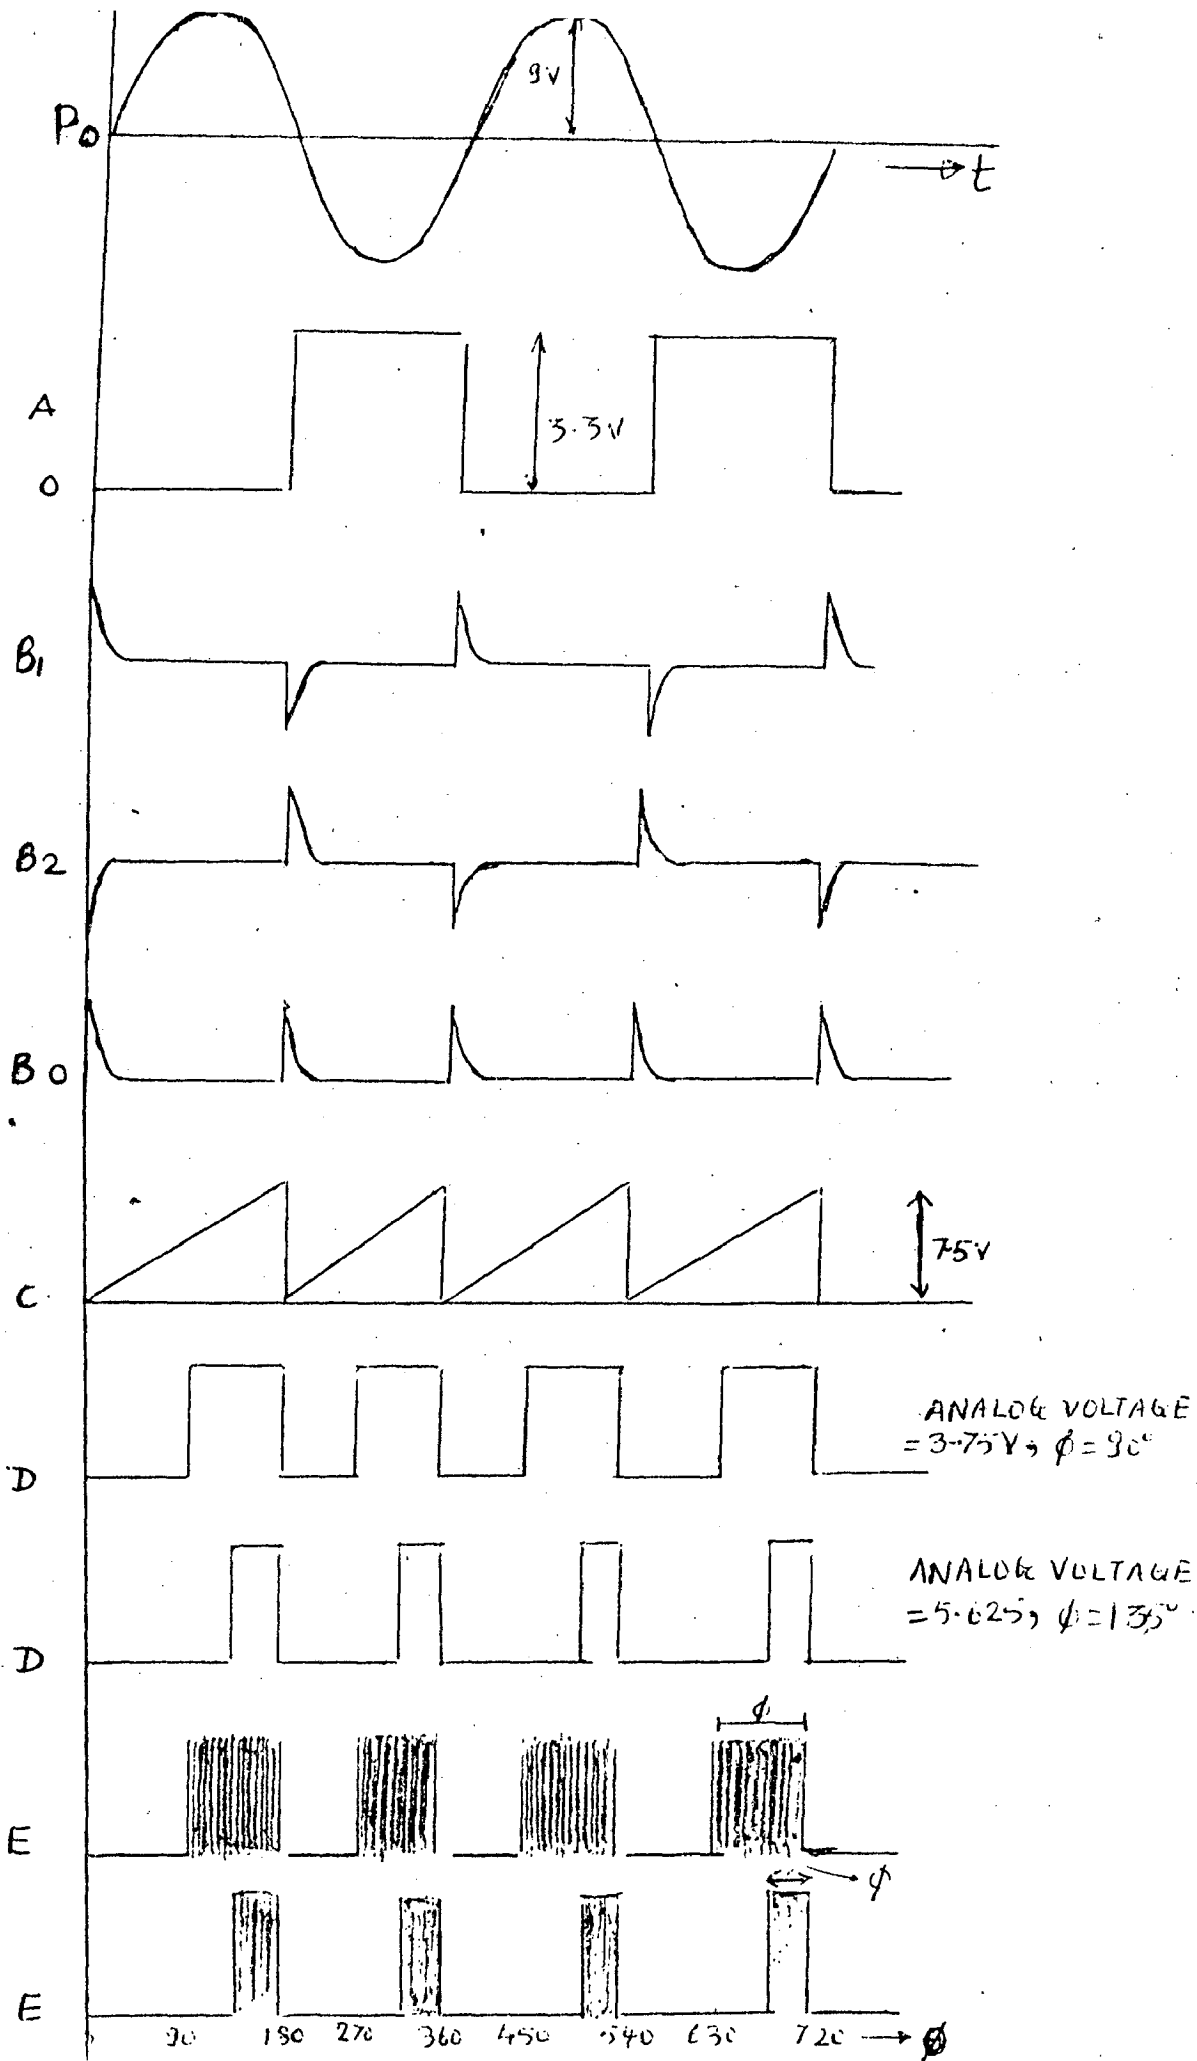 9V
P0
t
A
3.3V
0
B1
B2
B 0
C
7.5V
ANALOG VOLTAGE
= 3.75V, ϕ = 90°
D
ANALOG VOLTAGE
= 5.625, ϕ = 135°
D
ϕ
E
ϕ
E
90 180 270 360 450 540 630 720 → ϕ